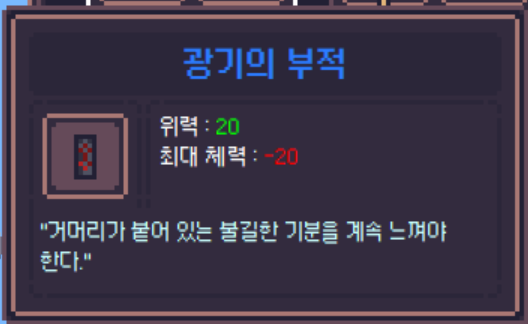 광기의 부적
위력 : 20
최대 체력 : -20
"거머리가 붙어 있는 불길한 기분을 계속 느껴야
한다."